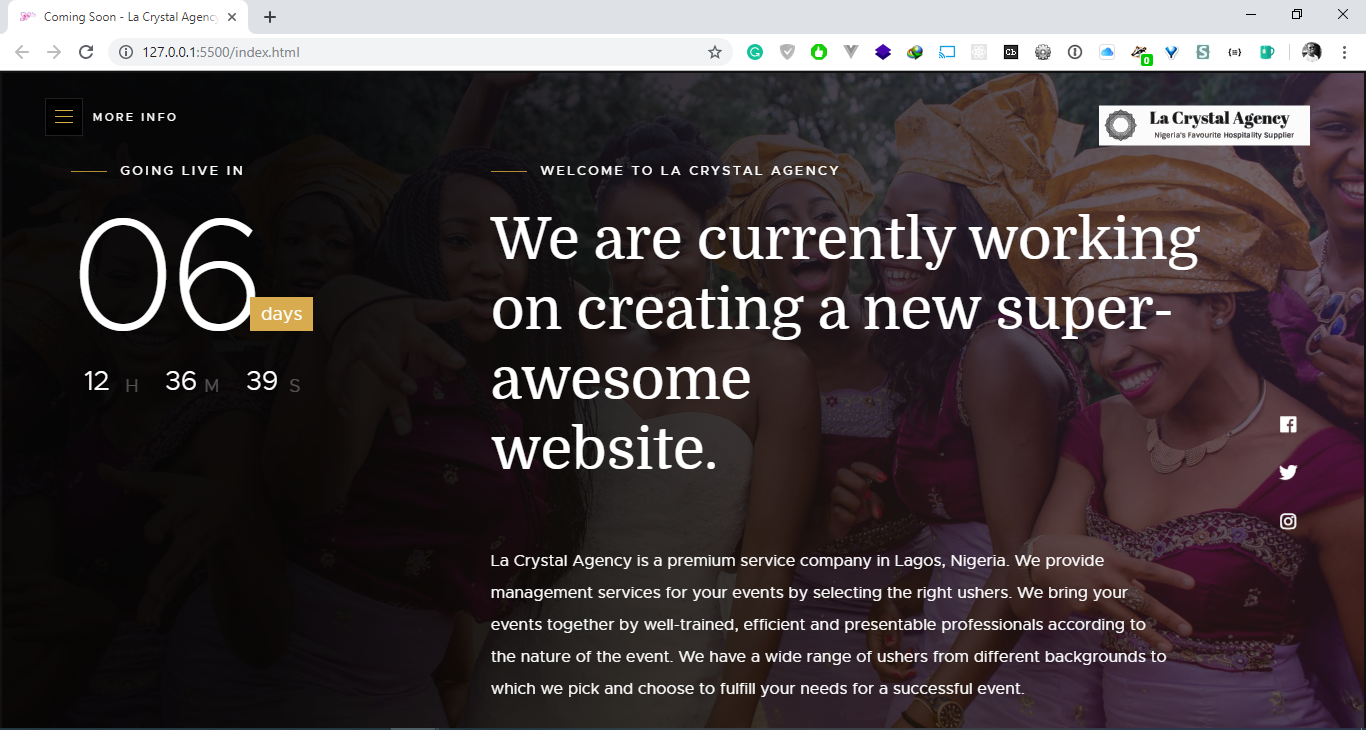 Coming Soon - La Crystal Agency
127.0.0.1:5500/index.html
0
MORE INFO
La Crystal Agency
Nigeria's Favourite Hospitality Supplier
GOING LIVE IN
06
days
12 H 36 M 39 S
WELCOME TO LA CRYSTAL AGENCY
We are currently working
on creating a new super-
awesome
website.
La Crystal Agency is a premium service company in Lagos, Nigeria. We provide
management services for your events by selecting the right ushers. We bring your
events together by well-trained, efficient and presentable professionals according to
the nature of the event. We have a wide range of ushers from different backgrounds to
which we pick and choose to fulfill your needs for a successful event.